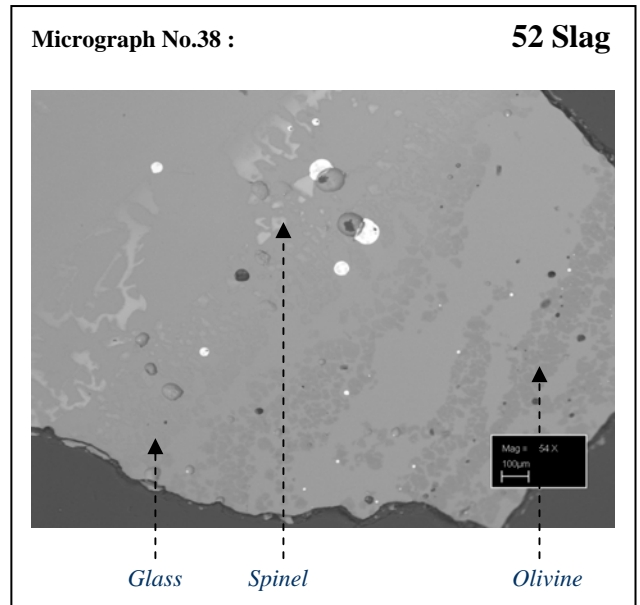 Micrograph No.38 : 52 Slag
Mag = 54 X
100µm
Glass Spinel Olivine